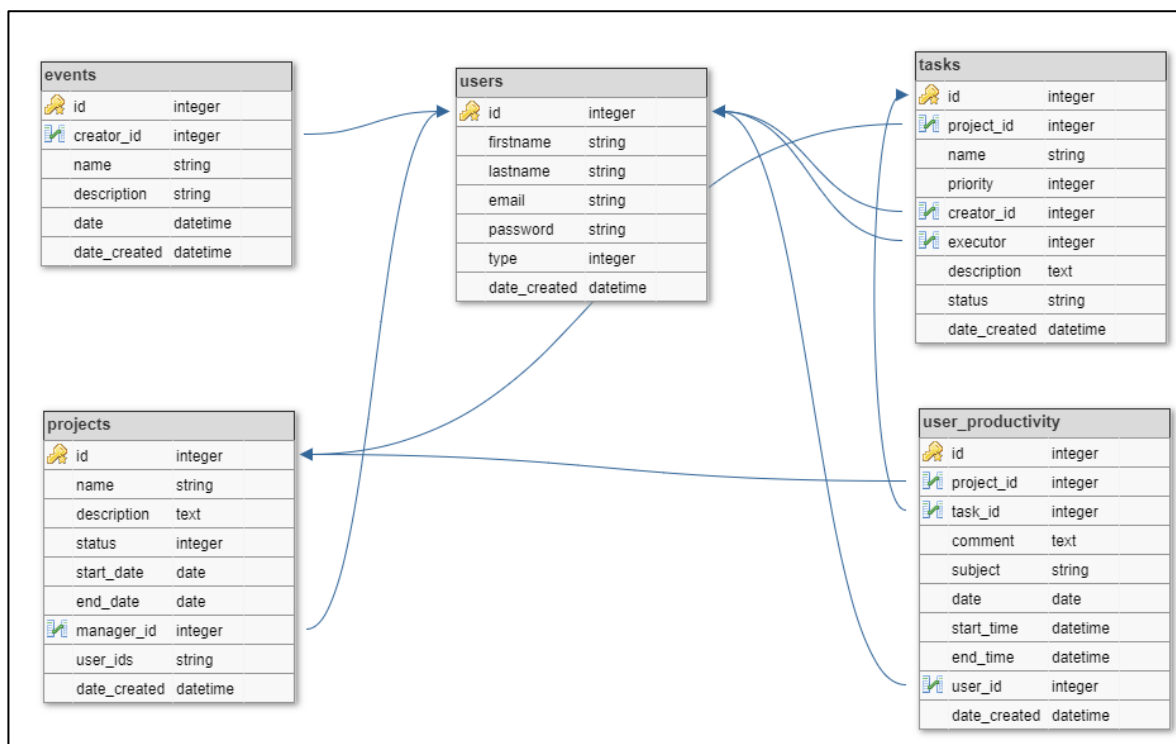 events
id integer
creator_id integer
name string
description string
date datetime
date_created datetime
users
id integer
firstname string
lastname string
email string
password string
type integer
date_created datetime
tasks
id integer
project_id integer
name string
priority integer
creator_id integer
executor integer
description text
status string
date_created datetime
projects
id integer
name string
description text
status integer
start_date date
end_date date
manager_id integer
user_ids string
date_created datetime
user_productivity
id integer
project_id integer
task_id integer
comment text
subject string
date date
start_time datetime
end_time datetime
user_id integer
date_created datetime